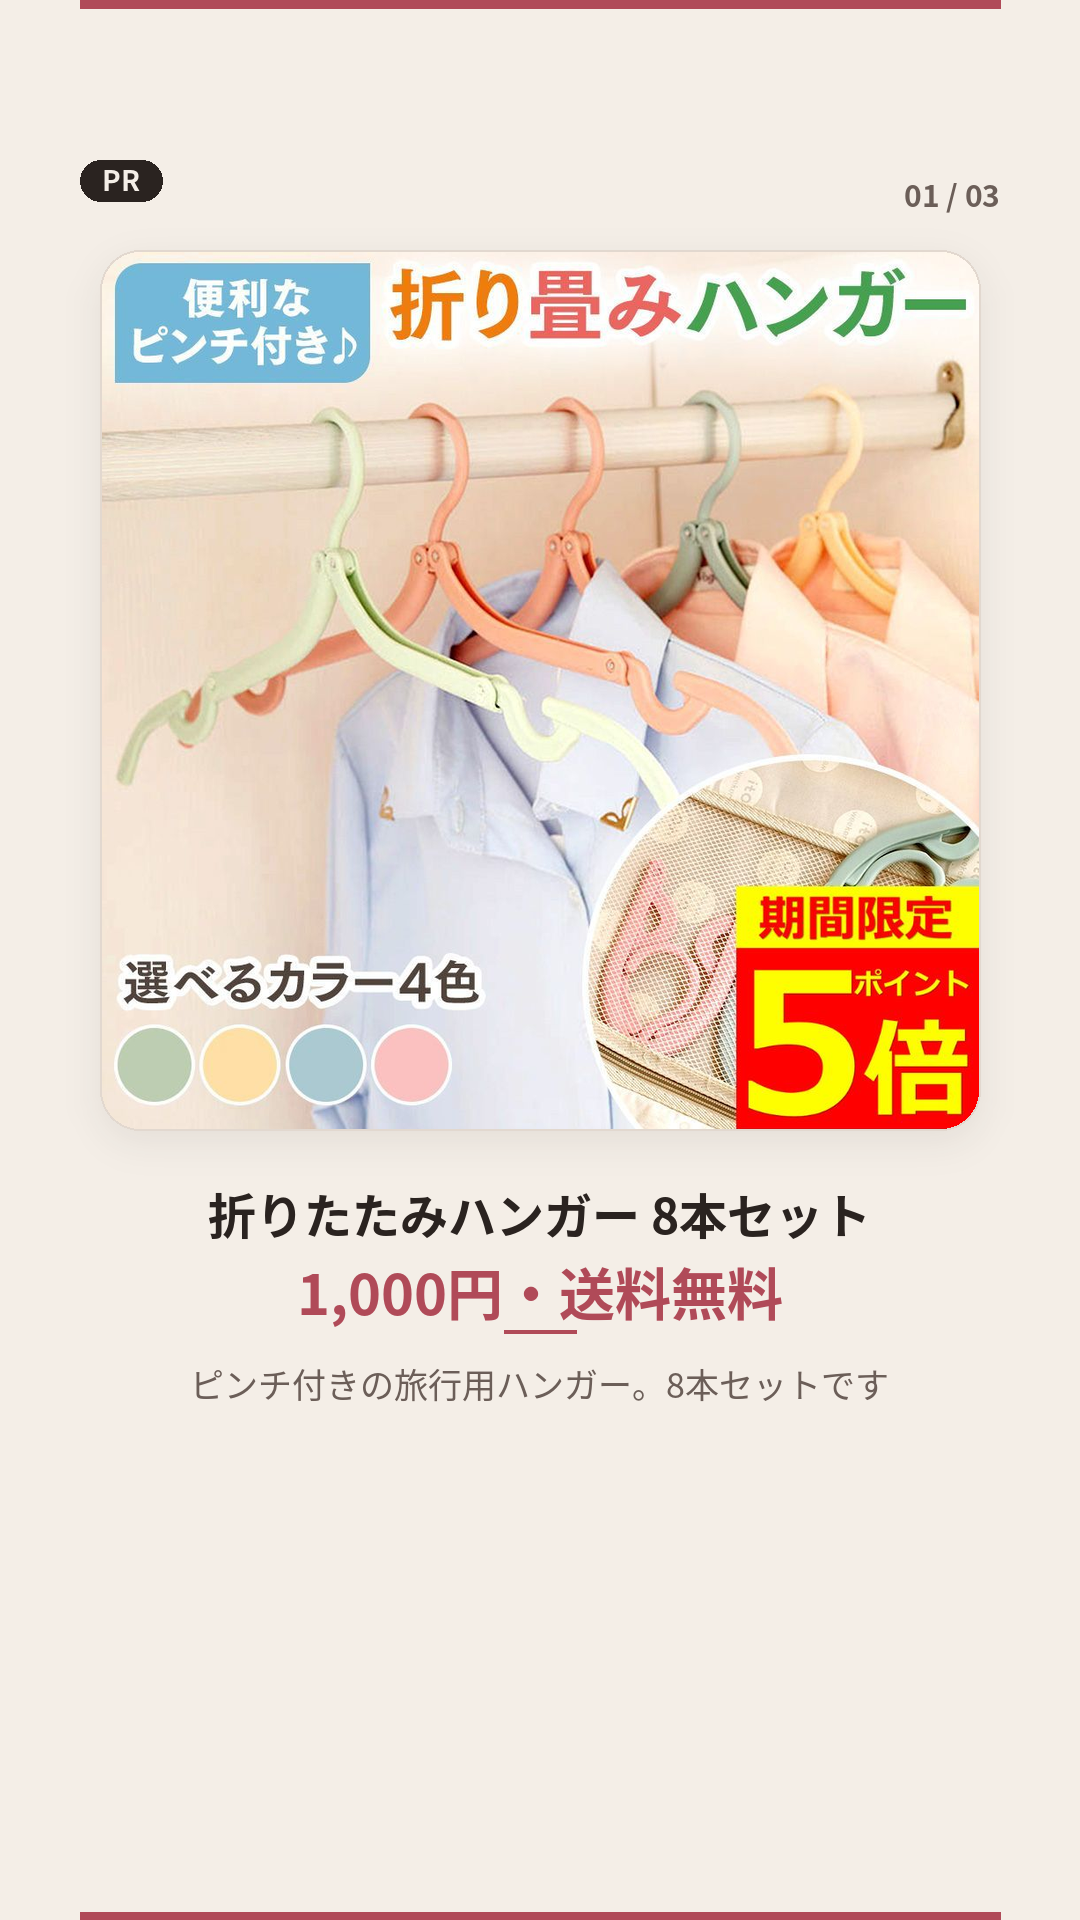 PR
01 / 03
便利な
ピンチ付き♪
折り畳みハンガー
選べるカラー4色
期間限定
ポイント
5倍
折りたたみハンガー 8本セット
1,000円・送料無料
ピンチ付きの旅行用ハンガー。8本セットです